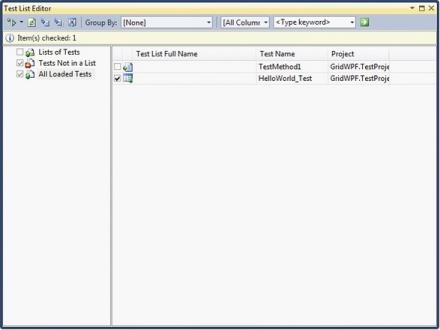 Test List Editor
Group By: [None] [All Column <Type keyword>
Item(s) checked: 1
Lists of Tests
Tests Not in a List
All Loaded Tests
Test List Full Name Test Name Project
TestMethod1 GridWPF.TestProje
HelloWorld_Test GridWPF.TestProje